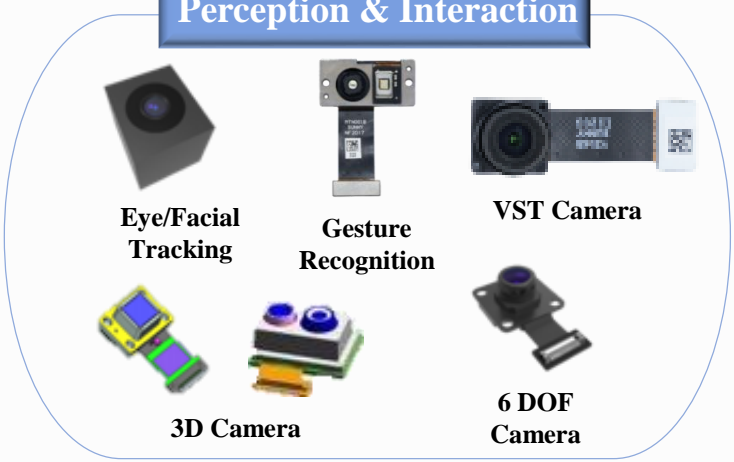 Perception & Interaction
Eye/Facial
Tracking
Gesture
Recognition
VST Camera
3D Camera
6 DOF
Camera